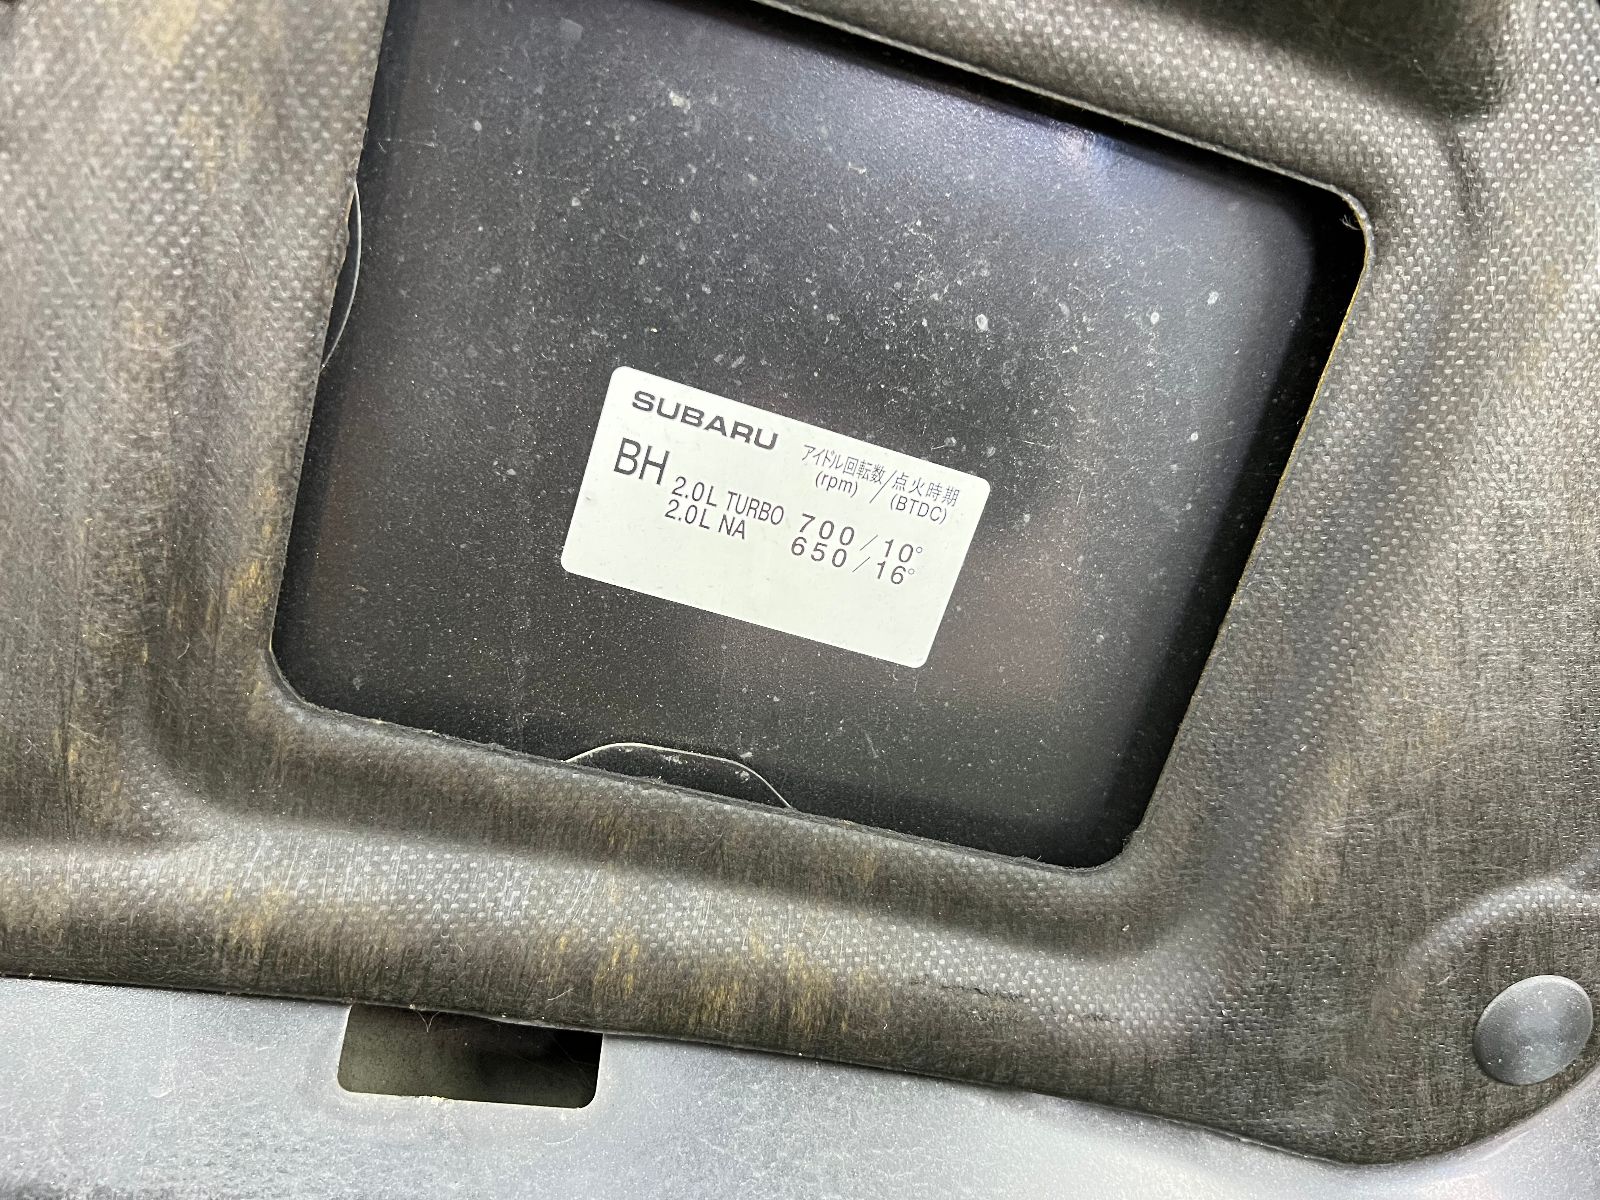 SUBARU
BH アイドル回転数/点火時期
(rpm) / (BTDC)
2.0L TURBO 700/10°
2.0L NA 650/16°